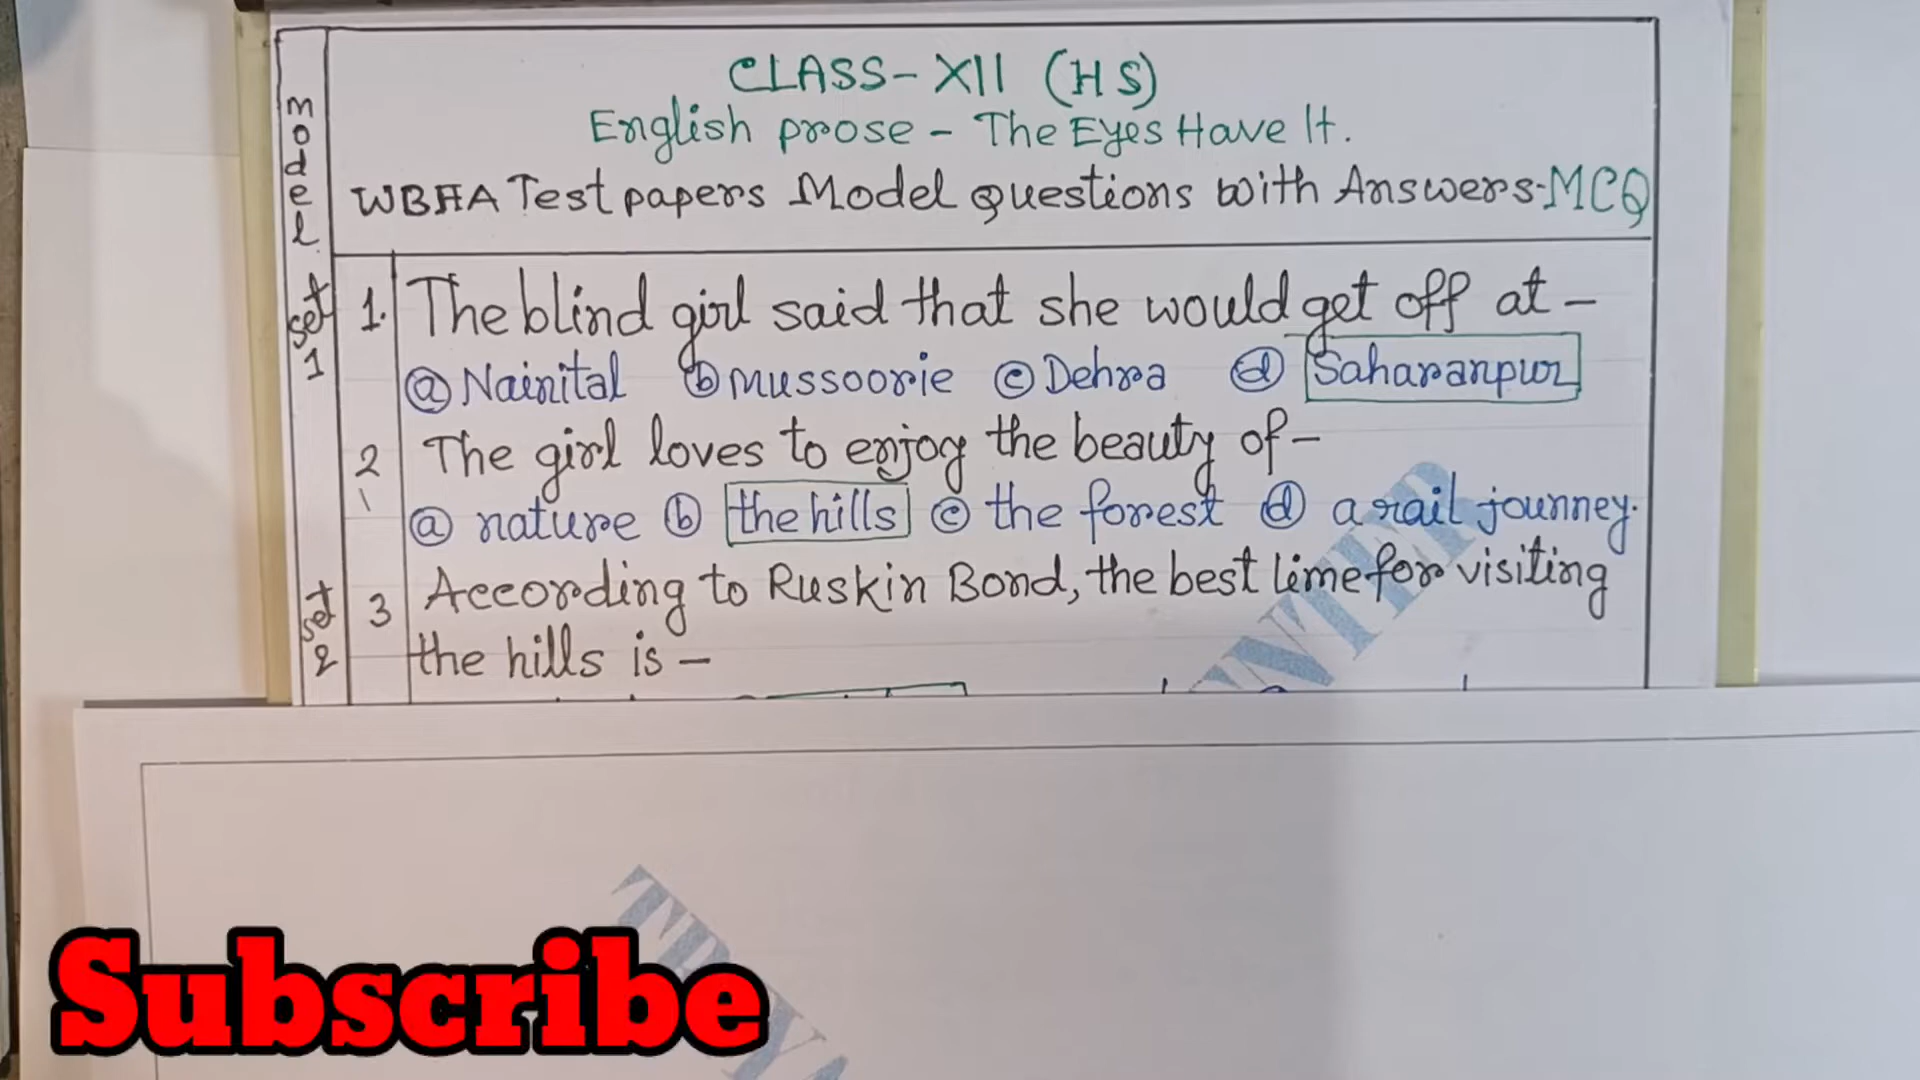 CLASS-XII (HS)
English prose - The Eyes Have It.
WBHA Test papers Model questions with Answers-MCQ
Model
set 1
1. The blind girl said that she would get off at -
(a) Nainital (b) Mussoorie (c) Dehra (d) Saharanpur
2 The girl loves to enjoy the beauty of -
(a) nature (b) the hills (c) the forest (d) a rail journey.
set 2
3 According to Ruskin Bond, the best time for visiting
the hills is -
Subscribe